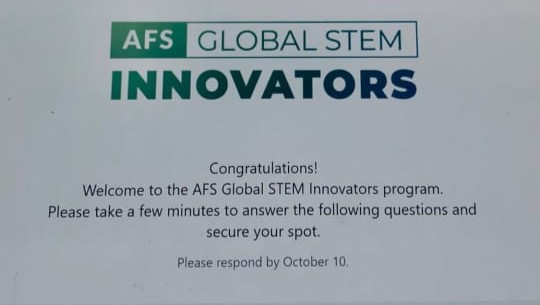 AFS GLOBAL STEM
INNOVATORS
Congratulations!
Welcome to the AFS Global STEM Innovators program.
Please take a few minutes to answer the following questions and
secure your spot.
Please respond by October 10.